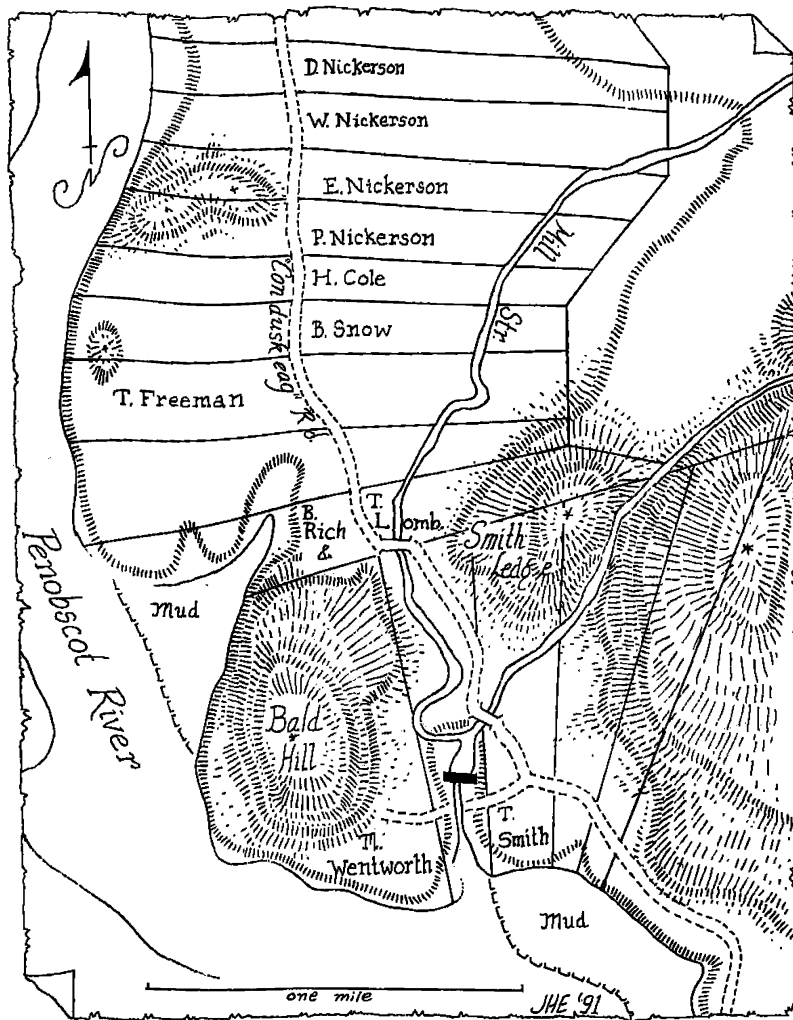 D. Nickerson
W. Nickerson
E. Nickerson
P. Nickerson
H. Cole
B. Snow
T. Freeman
"Conduskeag" Rd.
Mill Str
N
B. Rich &
T. Lomb.
Smith Ledge
Penobscot River
Mud
Bald Hill
M. Wentworth
T. Smith
Mud
one mile
JHE '91